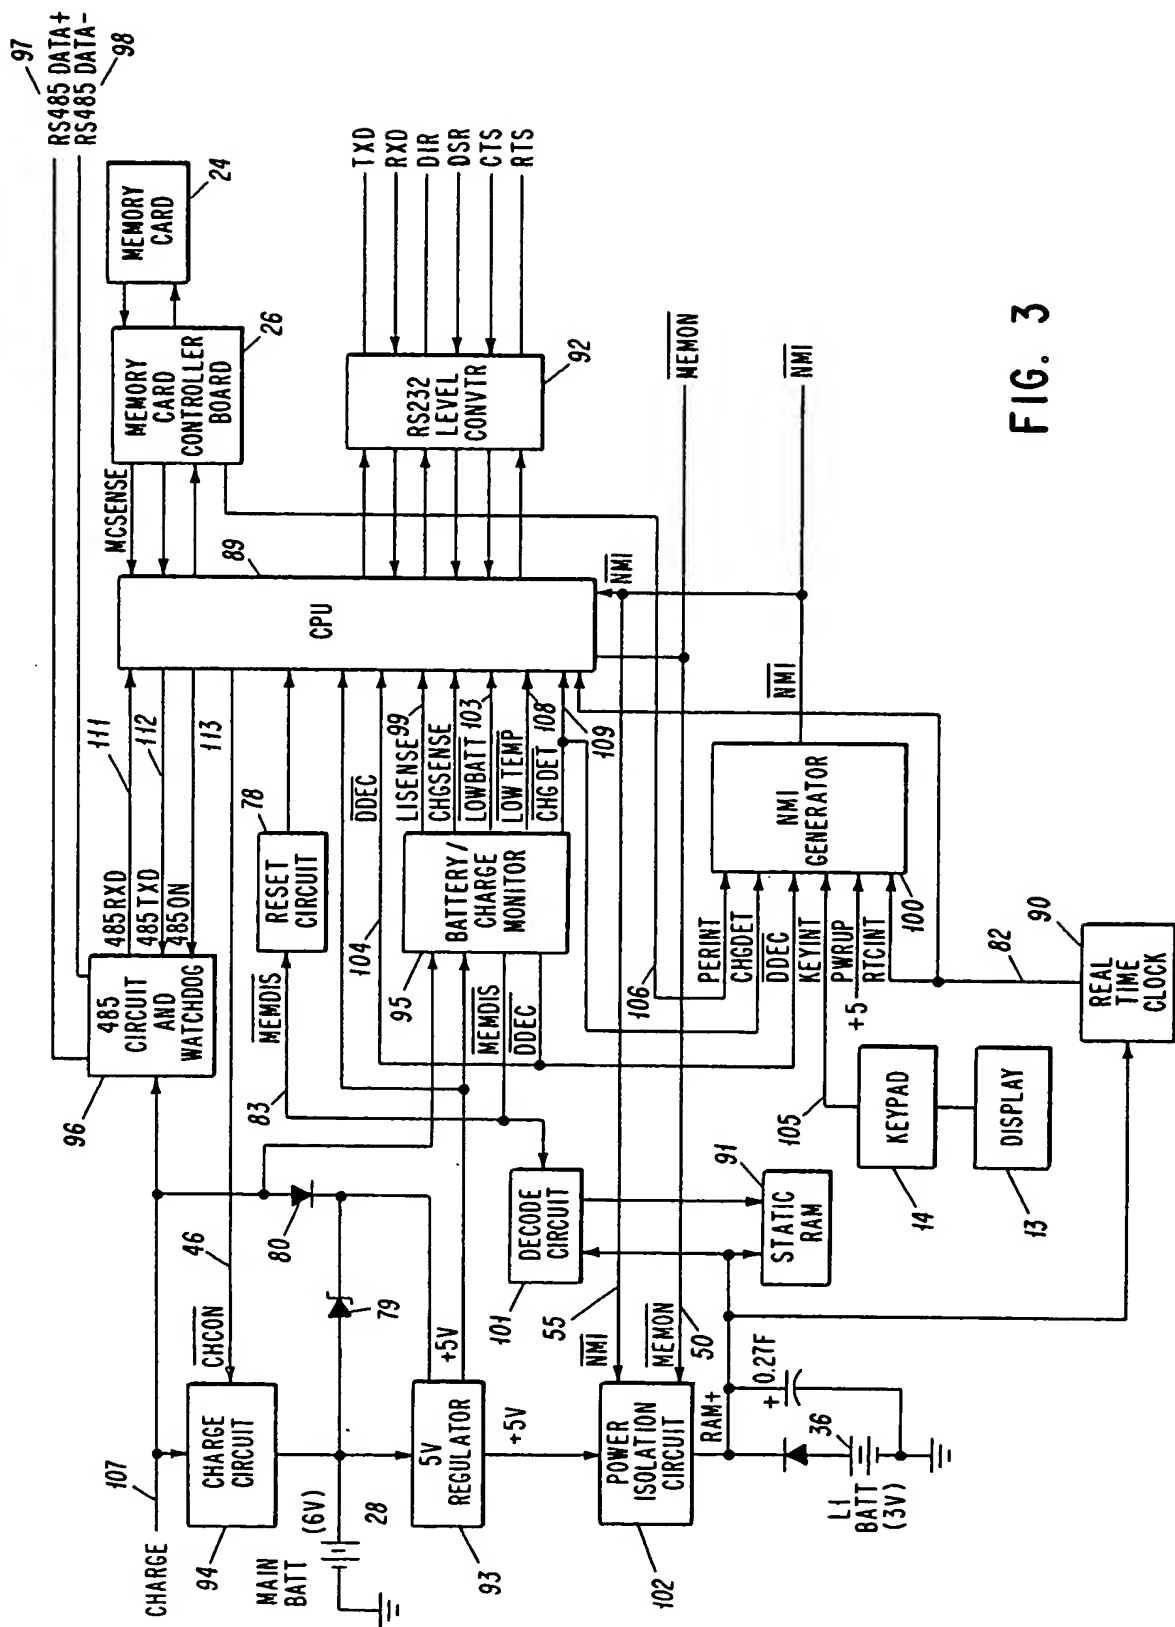 97
RS485 DATA+
RS485 DATA-
98
MEMORY
CARD
24
MEMORY
CARD
CONTROLLER
BOARD
26
MCSENSE
TXD
RXD
DIR
DSR
CTS
RTS
RS232
LEVEL
CONVTR
92
MEMON
NMI
CPU
89
NMI
111
112
113
485RXD
485TXD
485ON
485
CIRCUIT
AND
WATCHDOG
96
RESET
CIRCUIT
78
MEMDIS
83
DDEC
104
LISENSE
99
CHGSENSE
LOWBATT
103
LOW TEMP
108
CHGDET
109
BATTERY/
CHARGE
MONITOR
95
MEMDIS
DDEC
106
NMI
NMI
GENERATOR
100
PERINT
CHGDET
DDEC
KEYINT
PWRUP
RTCINT
+5
105
82
REAL
TIME
CLOCK
90
KEYPAD
14
DISPLAY
13
CHARGE
107
CHARGE
CIRCUIT
94
CHCON
46
80
79
MAIN
BATT
(6V)
28
+5V
5V
REGULATOR
93
+5V
DECODE
CIRCUIT
101
STATIC
RAM
91
55
NMI
MEMON
50
POWER
ISOLATION
CIRCUIT
102
RAM+
+ 0.27F
36
L1
BATT
(3V)
FIG. 3